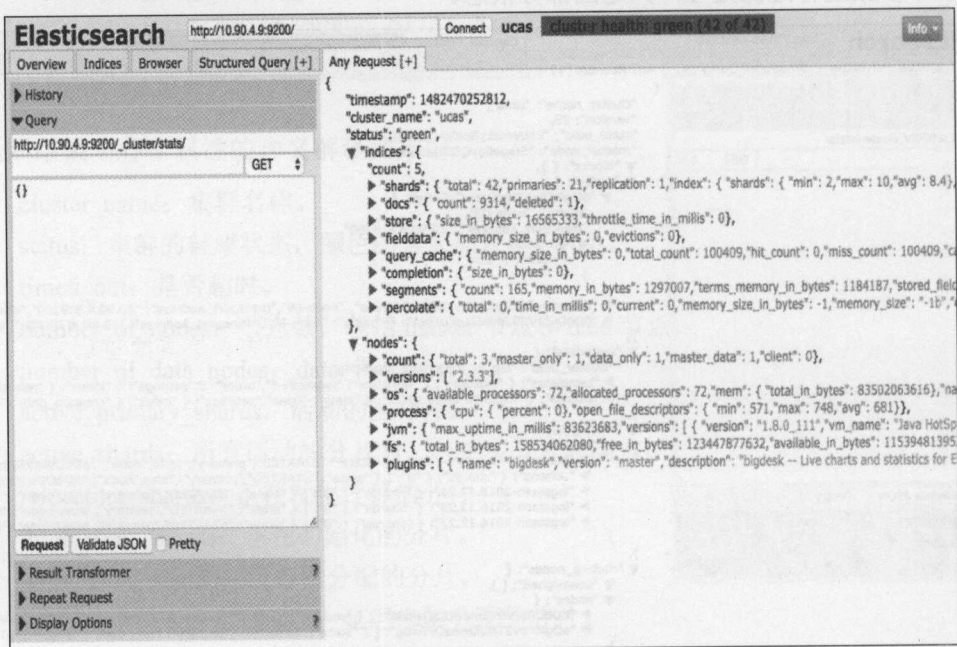 Elasticsearch http://10.90.4.9:9200/ Connect ucas cluster health: green (42 of 42) Info
Overview Indices Browser Structured Query [+] Any Request [+]
History
Query
http://10.90.4.9:9200/_cluster/stats/
GET
{}
Request Validate JSON Pretty
Result Transformer ?
Repeat Request
Display Options ?
{
"timestamp": 1482470252812,
"cluster_name": "ucas",
"status": "green",
"indices": {
"count": 5,
"shards": { "total": 42,"primaries": 21,"replication": 1,"index": { "shards": { "min": 2,"max": 10,"avg": 8.4},
"docs": { "count": 9314,"deleted": 1},
"store": { "size_in_bytes": 16565333,"throttle_time_in_millis": 0},
"fielddata": { "memory_size_in_bytes": 0,"evictions": 0},
"query_cache": { "memory_size_in_bytes": 0,"total_count": 100409,"hit_count": 0,"miss_count": 100409,"ca
"completion": { "size_in_bytes": 0},
"segments": { "count": 165,"memory_in_bytes": 1297007,"terms_memory_in_bytes": 1184187,"stored_field
"percolate": { "total": 0,"time_in_millis": 0,"current": 0,"memory_size_in_bytes": -1,"memory_size": "-1b",
},
"nodes": {
"count": { "total": 3,"master_only": 1,"data_only": 1,"master_data": 1,"client": 0},
"versions": [ "2.3.3"],
"os": { "available_processors": 72,"allocated_processors": 72,"mem": { "total_in_bytes": 83502063616},"na
"process": { "cpu": { "percent": 0},"open_file_descriptors": { "min": 571,"max": 748,"avg": 681}},
"jvm": { "max_uptime_in_millis": 83623683,"versions": [ { "version": "1.8.0_111","vm_name": "Java HotSp
"fs": { "total_in_bytes": 158534062080,"free_in_bytes": 123447877632,"available_in_bytes": 11539481395
"plugins": [ { "name": "bigdesk","version": "master","description": "bigdesk -- Live charts and statistics for E
}
}